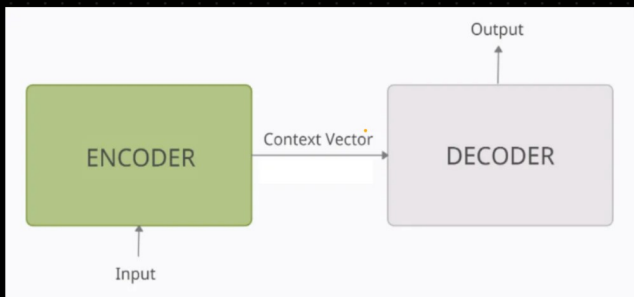 Output
ENCODER
Context Vector
DECODER
Input